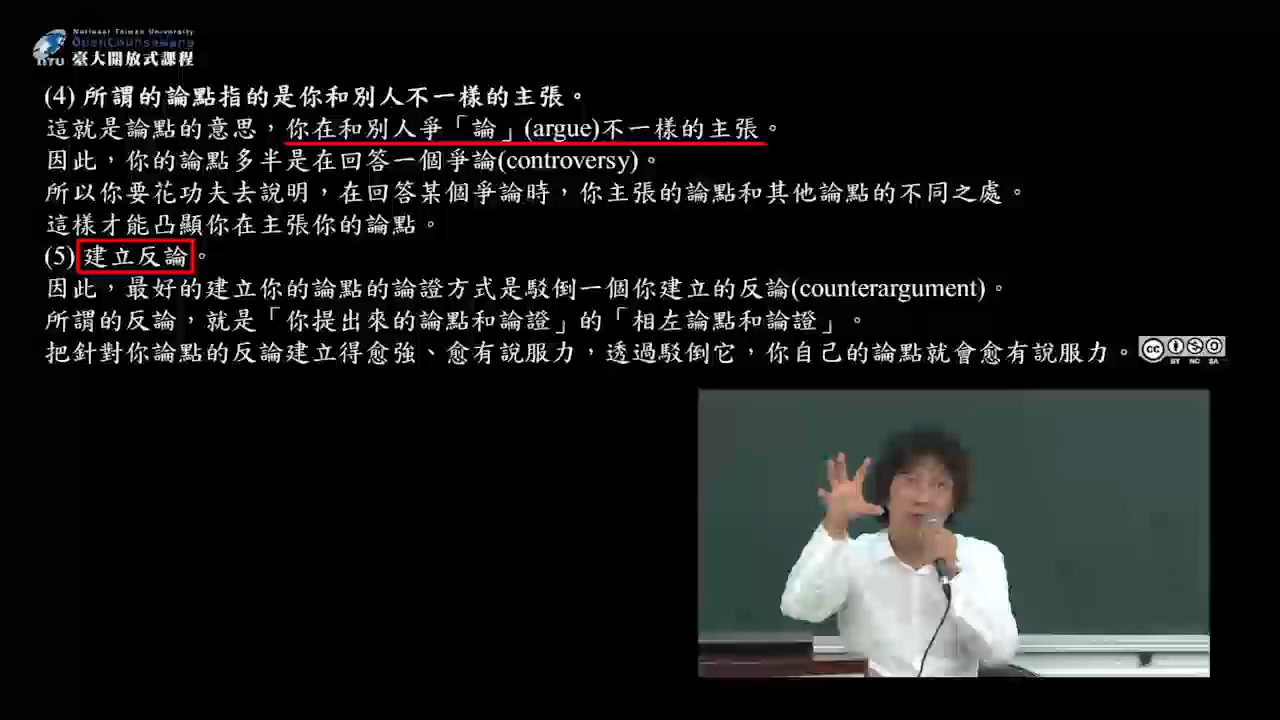 National Taiwan University
OpenCourseWare
NTU 臺大開放式課程
(4) 所謂的論點指的是你和別人不一樣的主張。
這就是論點的意思，你在和別人爭「論」(argue)不一樣的主張。
因此，你的論點多半是在回答一個爭論(controversy)。
所以你要花功夫去說明，在回答某個爭論時，你主張的論點和其他論點的不同之處。
這樣才能凸顯你在主張你的論點。
(5) 建立反論。
因此，最好的建立你的論點的論證方式是駁倒一個你建立的反論(counterargument)。
所謂的反論，就是「你提出來的論點和論證」的「相左論點和論證」。
把針對你論點的反論建立得愈強、愈有說服力，透過駁倒它，你自己的論點就會愈有說服力。
cc BY NC SA